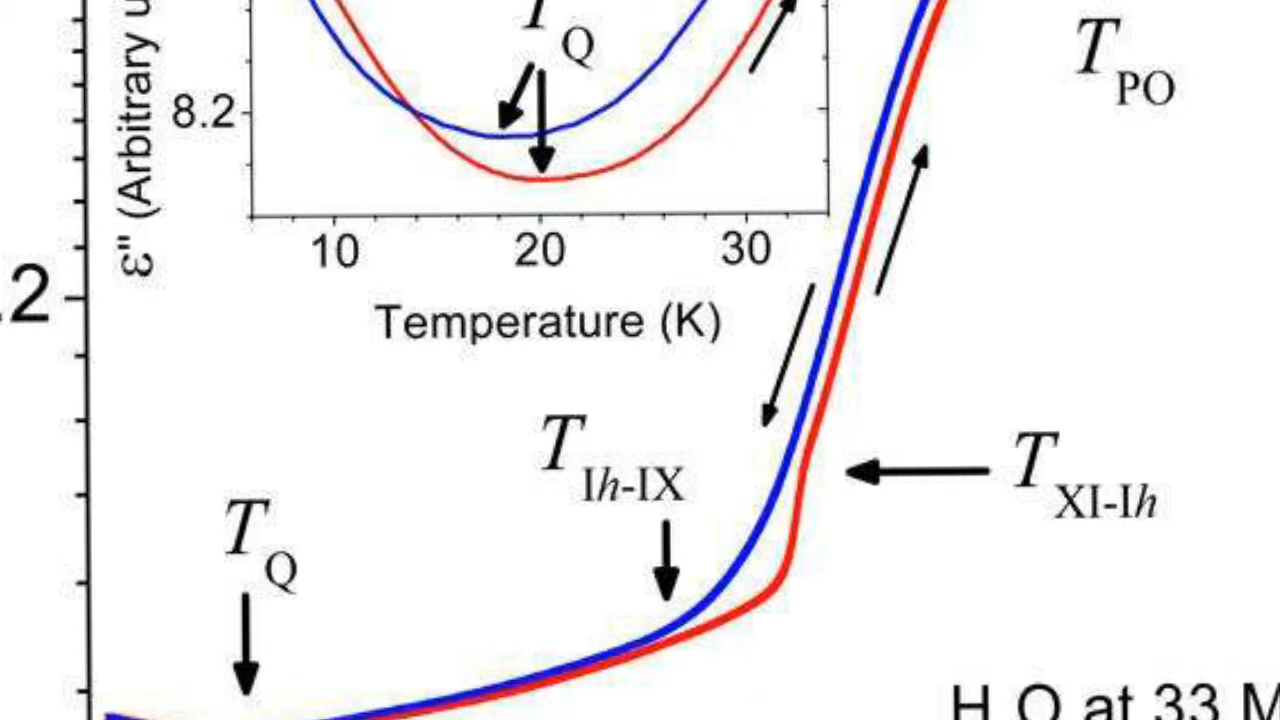 T_Q
T_PO
ε" (Arbitrary u
8.2
10 20 30
.2
Temperature (K)
T_Ih-IX
T_XI-Ih
T_Q
H O at 33 M